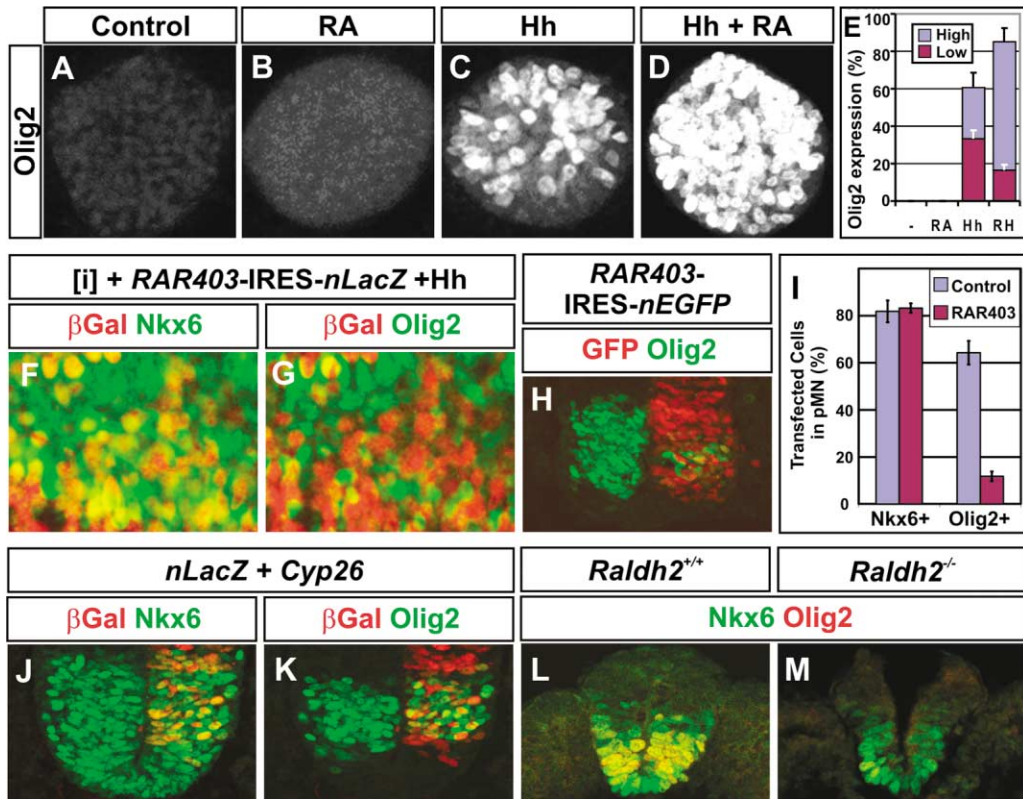 Control
RA
Hh
Hh + RA
Olig2
A
B
C
D
E
Olig2 expression (%)
100
80
60
40
20
0
High
Low
- RA Hh RH
[i] + RAR403-IRES-nLacZ +Hh
βGal Nkx6
βGal Olig2
F
G
RAR403-
IRES-nEGFP
GFP Olig2
H
I
Transfected Cells
in pMN (%)
80
60
40
20
0
Control
RAR403
Nkx6+ Olig2+
nLacZ + Cyp26
βGal Nkx6
βGal Olig2
J
K
Raldh2+/+
Raldh2-/-
Nkx6 Olig2
L
M